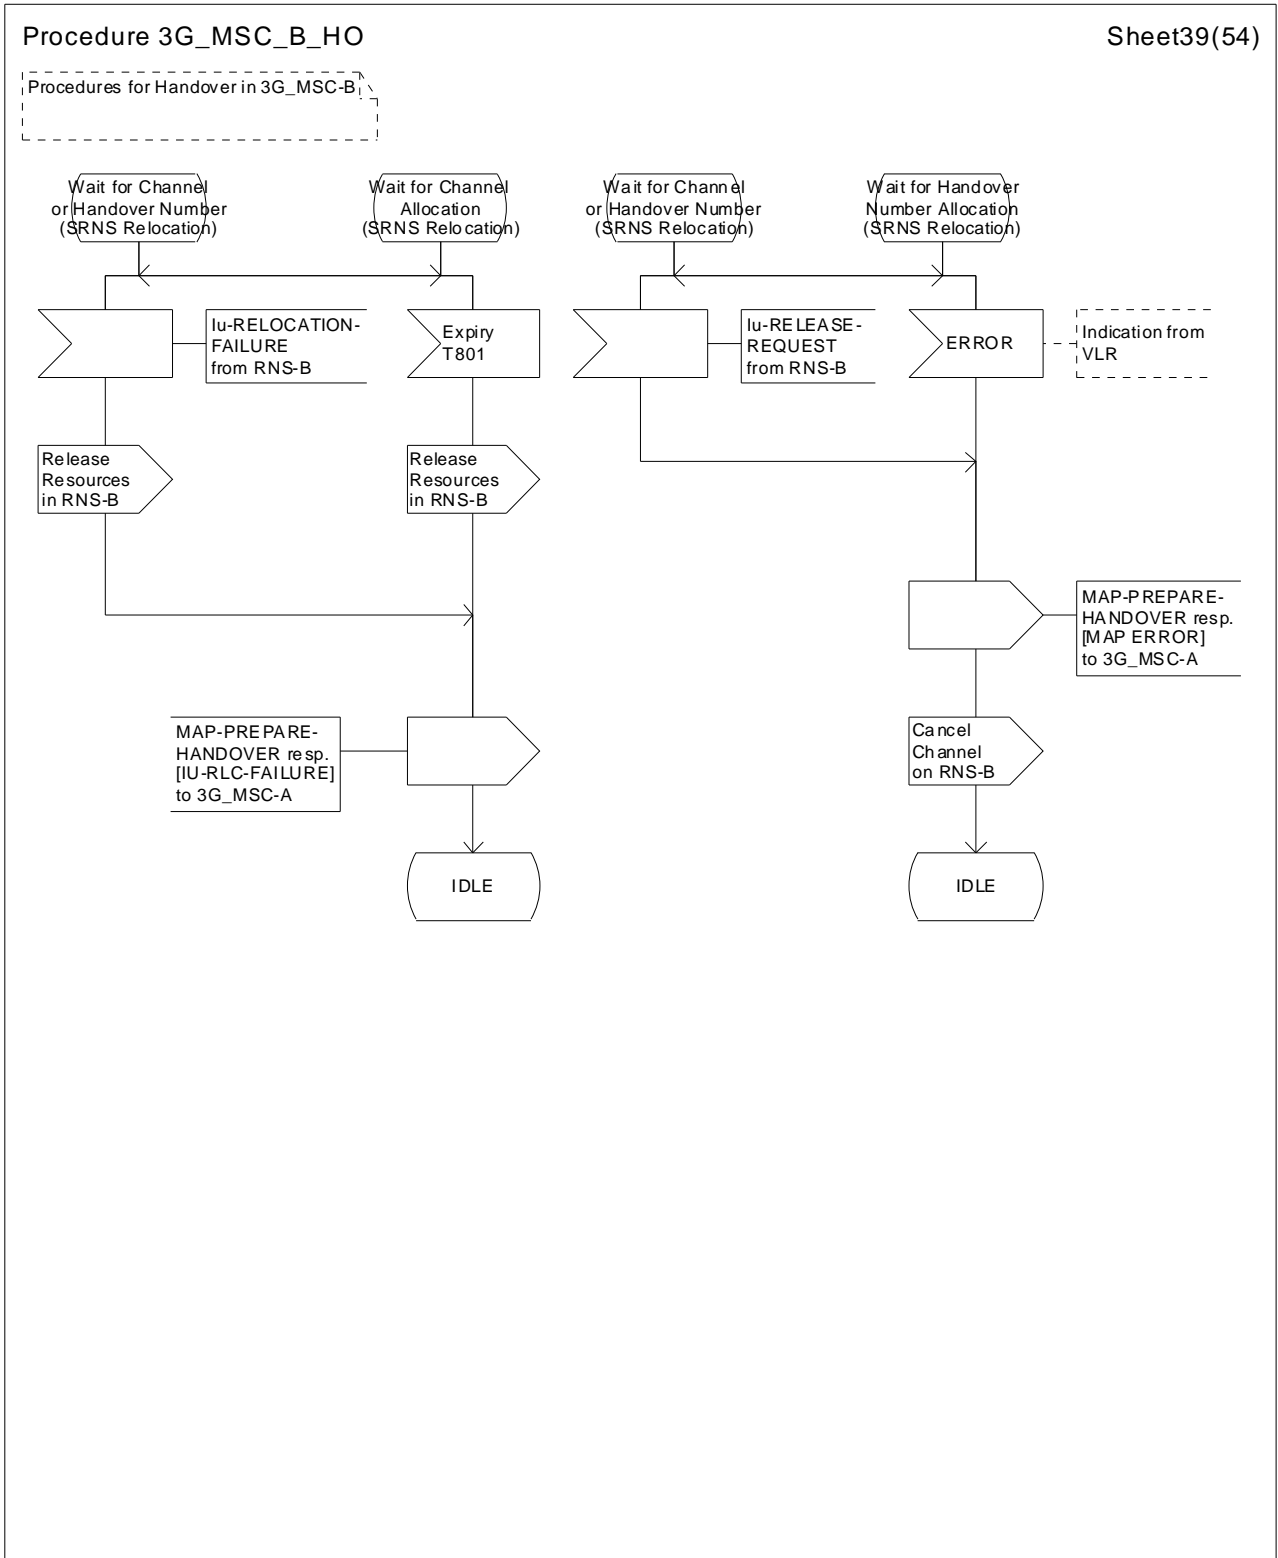 Procedure 3G_MSC_B_HO
Sheet39(54)
Procedures for Handover in 3G_MSC-B
Wait for Channel
or Handover Number
(SRNS Relocation)
Wait for Channel
Allocation
(SRNS Relocation)
Wait for Channel
or Handover Number
(SRNS Relocation)
Wait for Handover
Number Allocation
(SRNS Relocation)
Iu-RELOCATION-
FAILURE
from RNS-B
Expiry
T801
Iu-RELEASE-
REQUEST
from RNS-B
ERROR
Indication from
VLR
Release
Resources
in RNS-B
Release
Resources
in RNS-B
MAP-PREPARE-
HANDOVER resp.
[MAP ERROR]
to 3G_MSC-A
MAP-PREPARE-
HANDOVER resp.
[IU-RLC-FAILURE]
to 3G_MSC-A
Cancel
Channel
on RNS-B
IDLE
IDLE